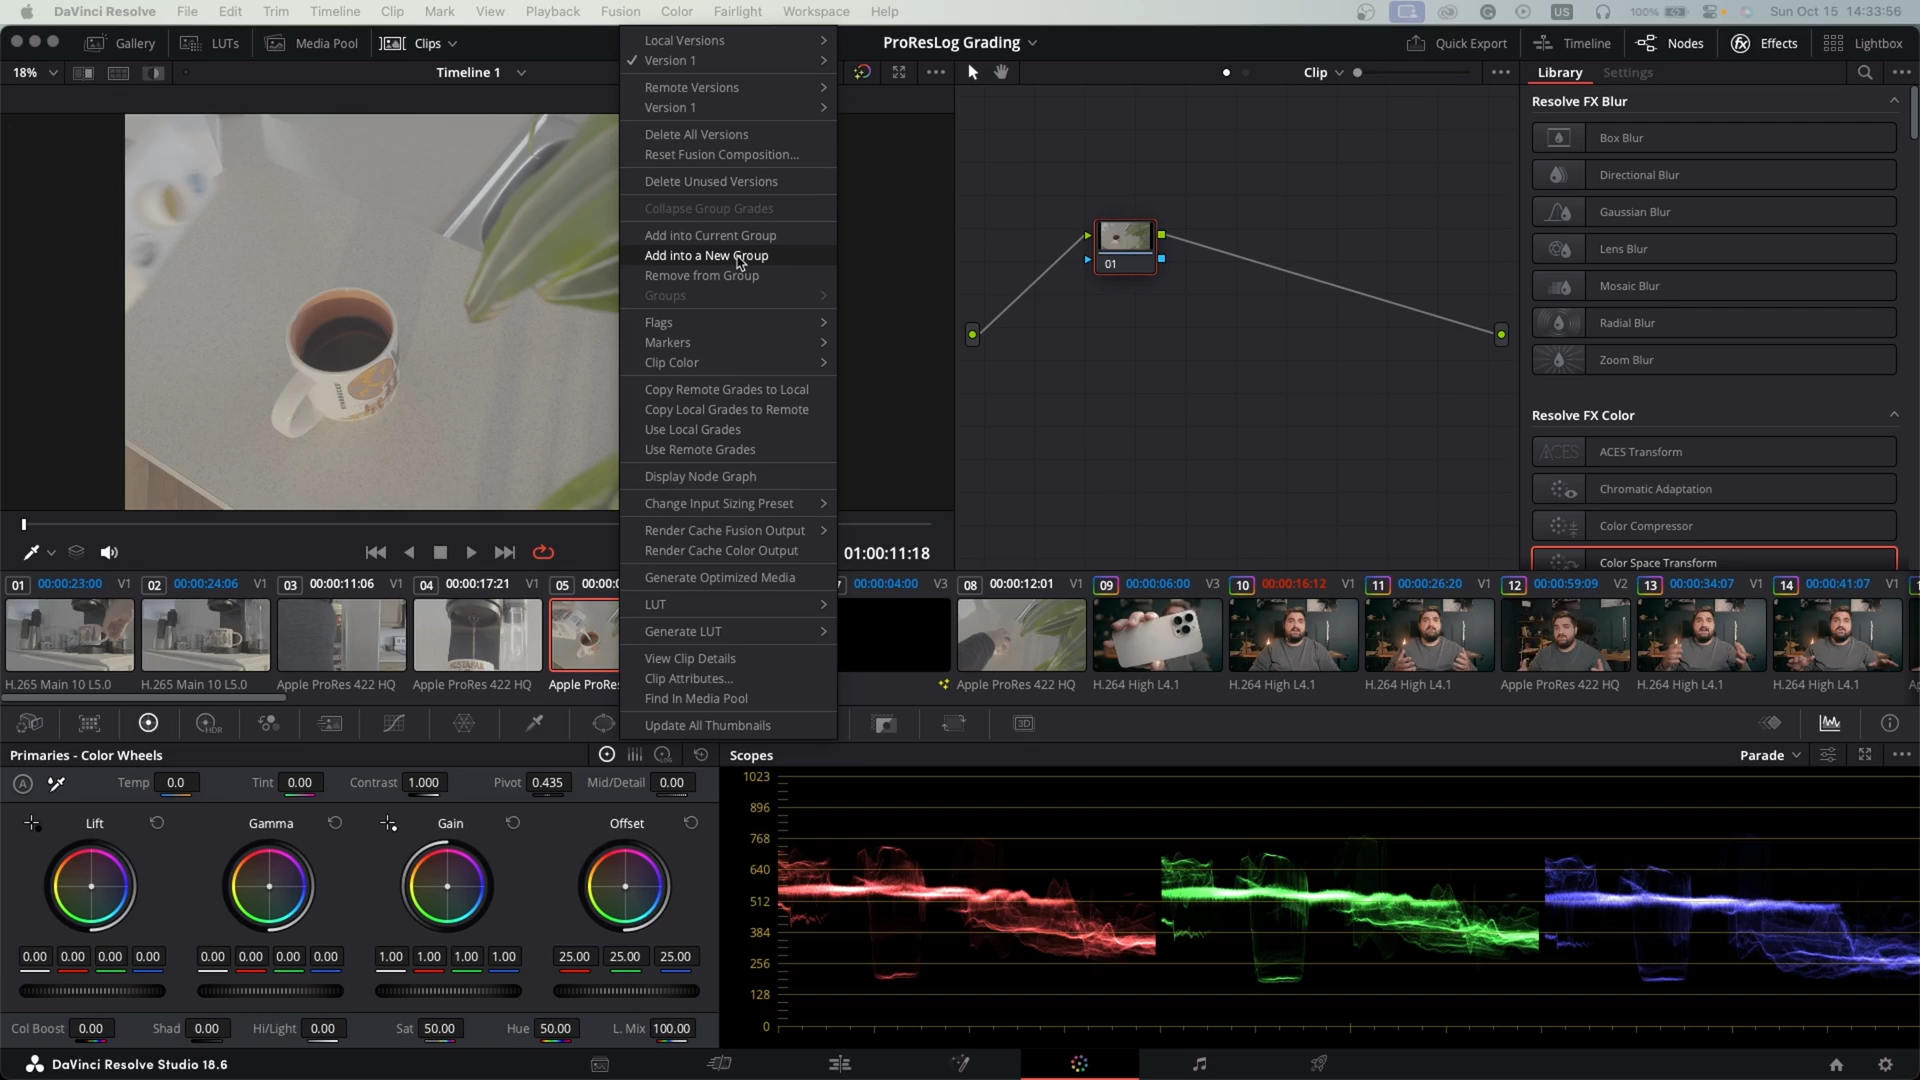 DaVinci Resolve File Edit Trim Timeline Clip Mark View Playback Fusion Color Fairlight Workspace Help US 100% Sun Oct 15 14:33:56
Gallery LUTs Media Pool Clips ProResLog Grading Quick Export Timeline Nodes Effects Lightbox
18% Timeline 1 Clip Library Settings
Local Versions
Version 1
Remote Versions
Version 1
Delete All Versions
Reset Fusion Composition...
Delete Unused Versions
Collapse Group Grades
Add into Current Group
Add into a New Group
Remove from Group
Groups
Flags
Markers
Clip Color
Copy Remote Grades to Local
Copy Local Grades to Remote
Use Local Grades
Use Remote Grades
Display Node Graph
Change Input Sizing Preset
Render Cache Fusion Output
Render Cache Color Output
Generate Optimized Media
LUT
Generate LUT
View Clip Details
Clip Attributes...
Find In Media Pool
Update All Thumbnails
01
Resolve FX Blur
Box Blur
Directional Blur
Gaussian Blur
Lens Blur
Mosaic Blur
Radial Blur
Zoom Blur
Resolve FX Color
ACES Transform
Chromatic Adaptation
Color Compressor
Color Space Transform
01:00:11:18
01 00:00:23:00 V1 02 00:00:24:06 V1 03 00:00:11:06 V1 04 00:00:17:21 V1 05 00:00:0 00:00:04:00 V3 08 00:00:12:01 V1 09 00:00:06:00 V3 10 00:00:16:12 V1 11 00:00:26:20 V1 12 00:00:59:09 V2 13 00:00:34:07 V1 14 00:00:41:07 V1
H.265 Main 10 L5.0 H.265 Main 10 L5.0 Apple ProRes 422 HQ Apple ProRes 422 HQ Apple ProRes Apple ProRes 422 HQ H.264 High L4.1 H.264 High L4.1 H.264 High L4.1 Apple ProRes 422 HQ H.264 High L4.1 H.264 High L4.1
3D
Primaries - Color Wheels Scopes Parade
A Temp 0.0 Tint 0.00 Contrast 1.000 Pivot 0.435 Mid/Detail 0.00
Lift Gamma Gain Offset
0.00 0.00 0.00 0.00 0.00 0.00 0.00 0.00 1.00 1.00 1.00 1.00 25.00 25.00 25.00
Col Boost 0.00 Shad 0.00 Hi/Light 0.00 Sat 50.00 Hue 50.00 L. Mix 100.00
1023
896
768
640
512
384
256
128
0
DaVinci Resolve Studio 18.6